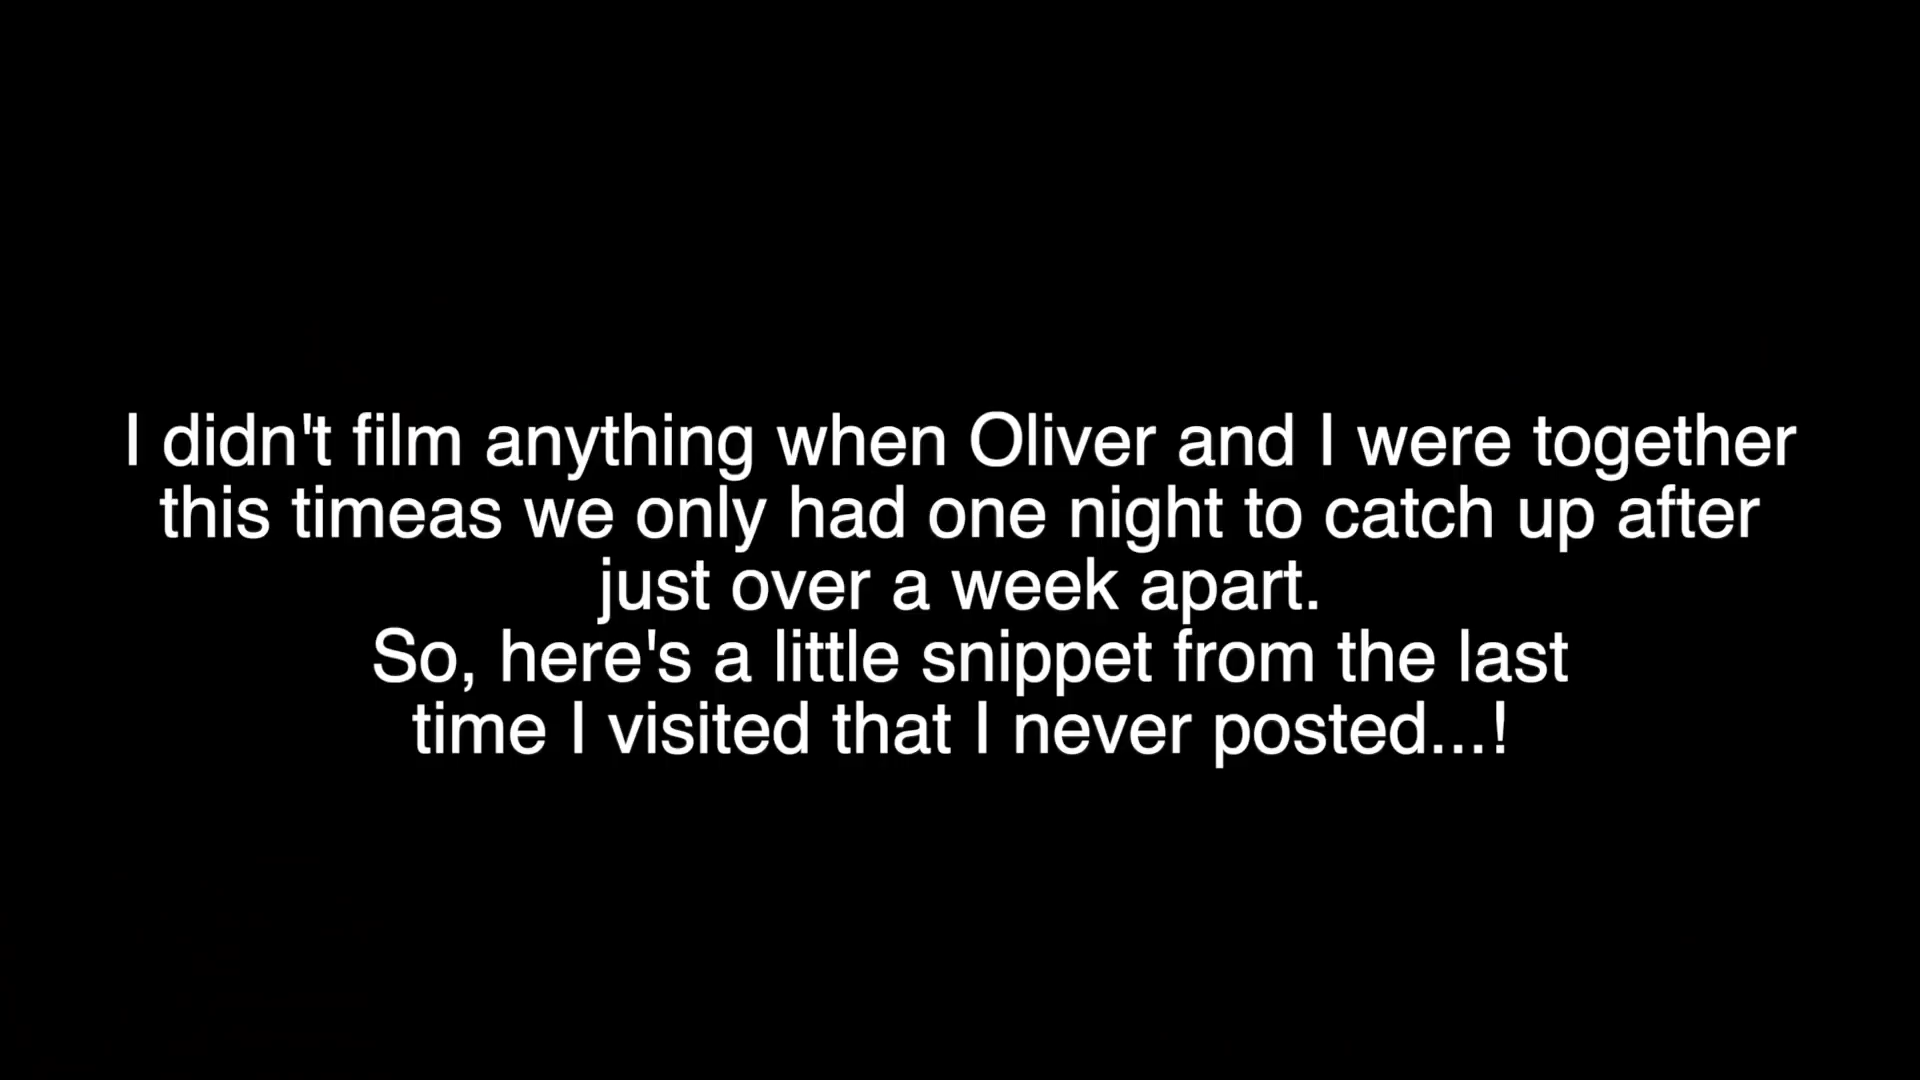 I didn't film anything when Oliver and I were together
this timeas we only had one night to catch up after
just over a week apart.
So, here's a little snippet from the last
time I visited that I never posted...!